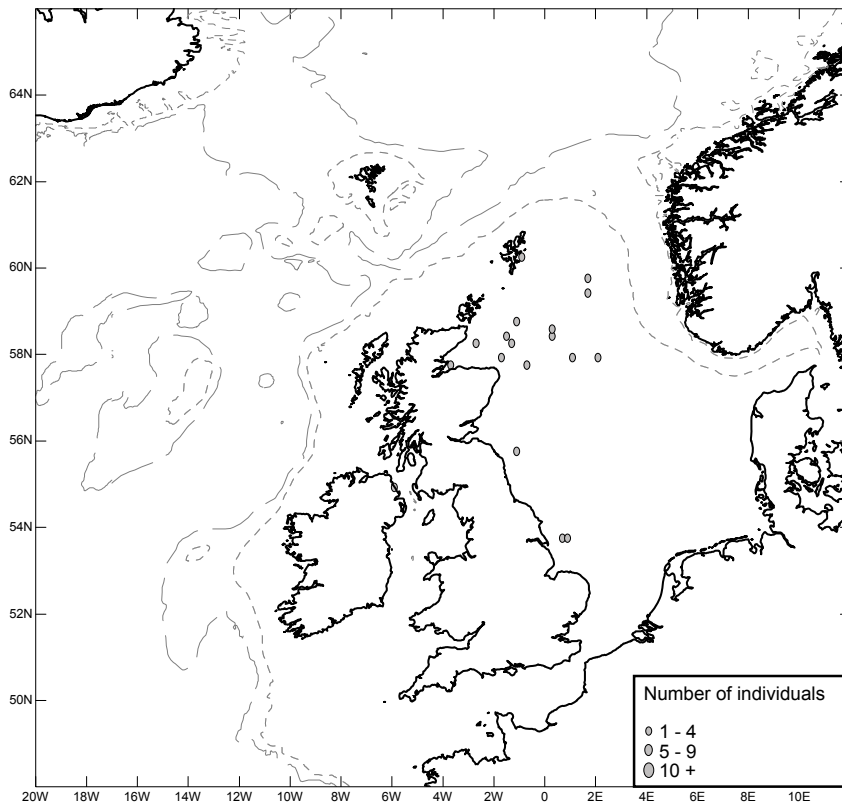 64N
62N
60N
58N
56N
54N
52N
50N
Number of individuals
1 - 4
5 - 9
10 +
20W 18W 16W 14W 12W 10W 8W 6W 4W 2W 0 2E 4E 6E 8E 10E